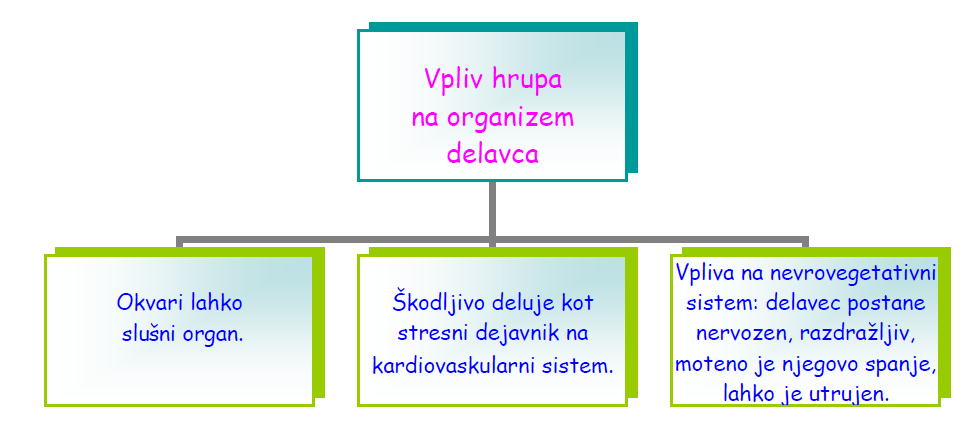 Vpliv hrupa
na organizem
delavca
Okvari lahko
slušni organ.
Škodljivo deluje kot
stresni dejavnik na
kardiovaskularni sistem.
Vpliva na nevrovegetativni
sistem: delavec postane
nervozen, razdražljiv,
moteno je njegovo spanje,
lahko je utrujen.